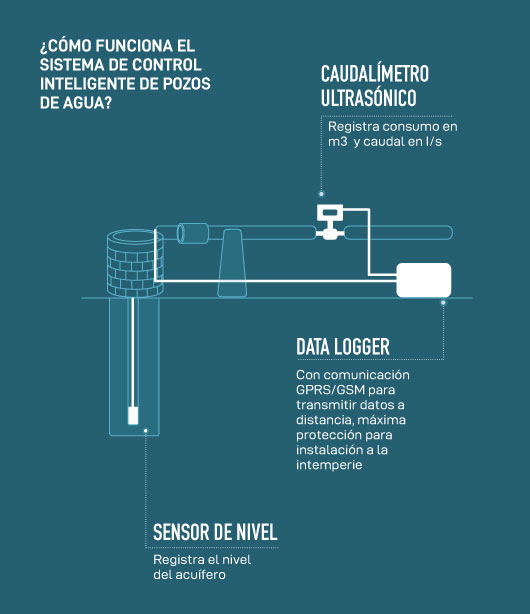 ¿CÓMO FUNCIONA EL
SISTEMA DE CONTROL
INTELIGENTE DE POZOS
DE AGUA?
CAUDALÍMETRO
ULTRASÓNICO
Registra consumo en
m3 y caudal en l/s
DATA LOGGER
Con comunicación
GPRS/GSM para
transmitir datos a
distancia, máxima
protección para
instalación a la
intemperie
SENSOR DE NIVEL
Registra el nivel
del acuífero